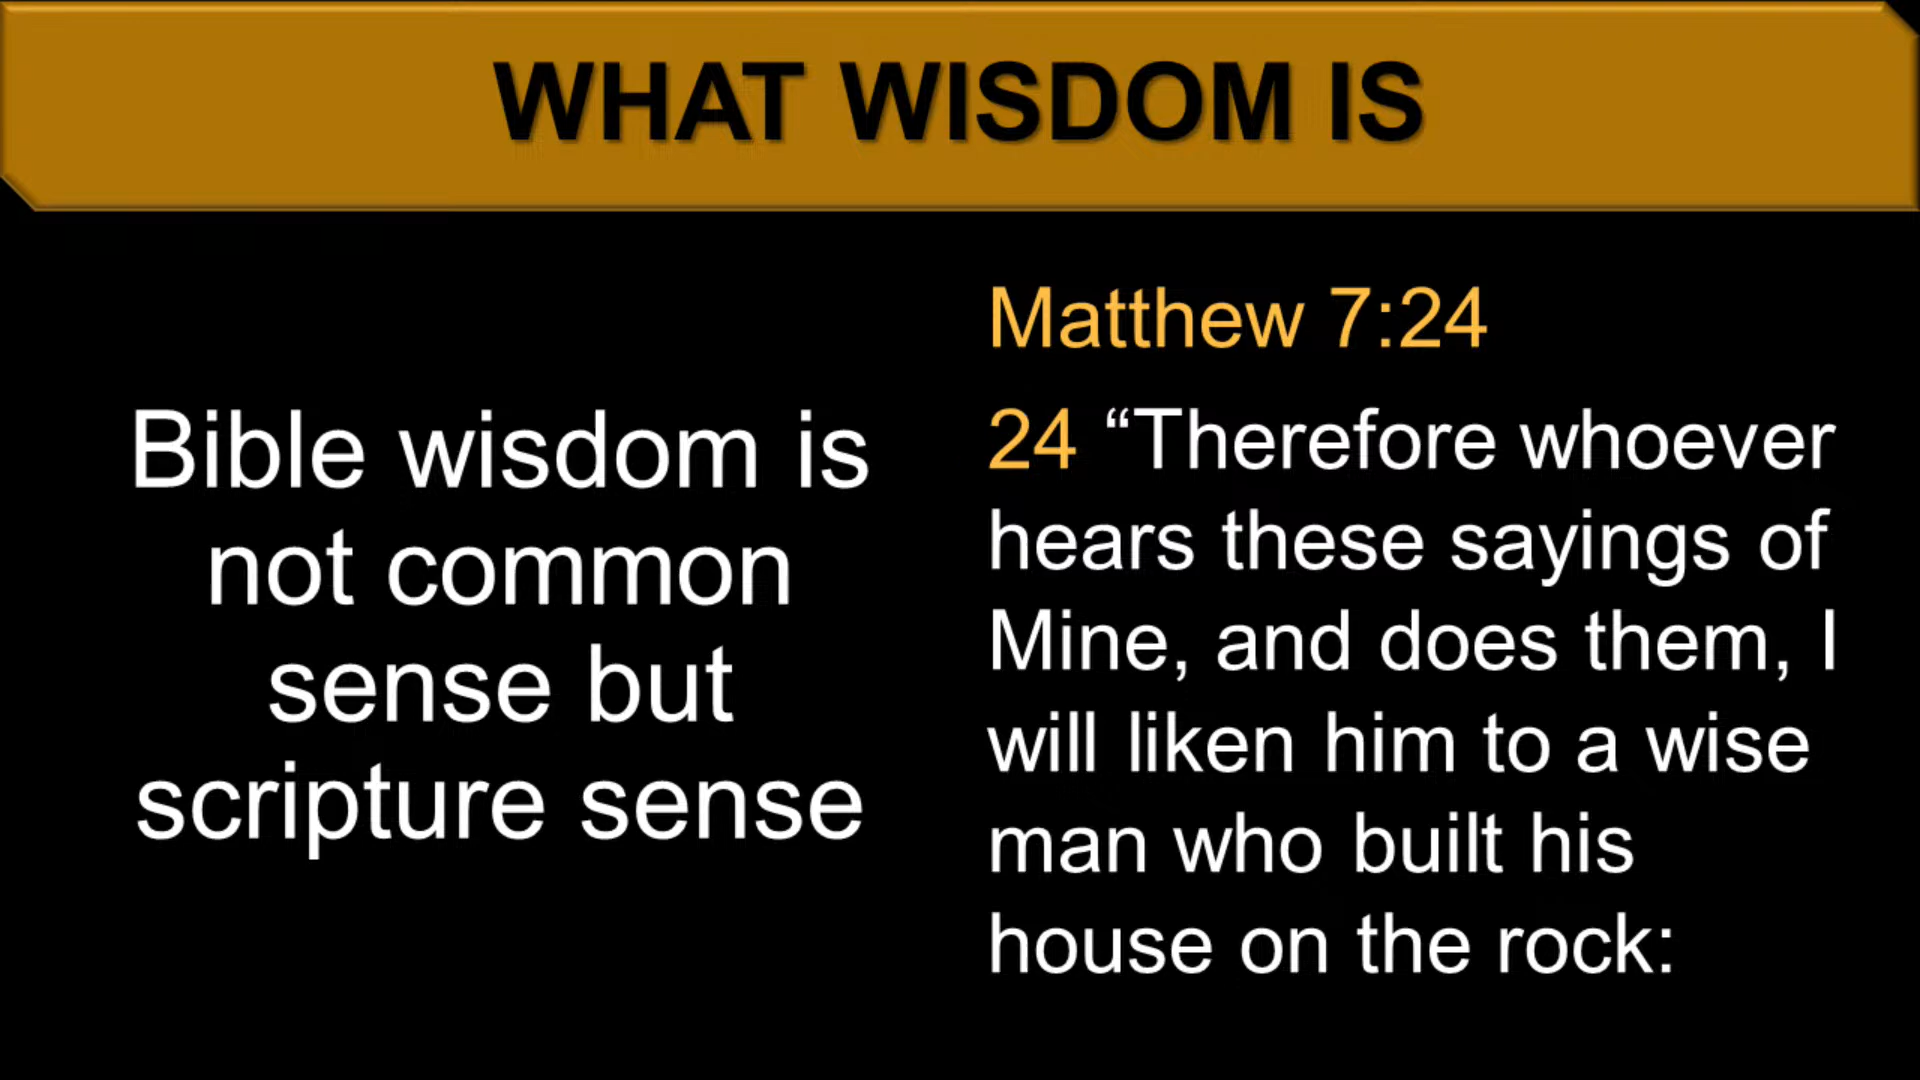 WHAT WISDOM IS
Bible wisdom is
not common
sense but
scripture sense
Matthew 7:24
24 “Therefore whoever
hears these sayings of
Mine, and does them, I
will liken him to a wise
man who built his
house on the rock: